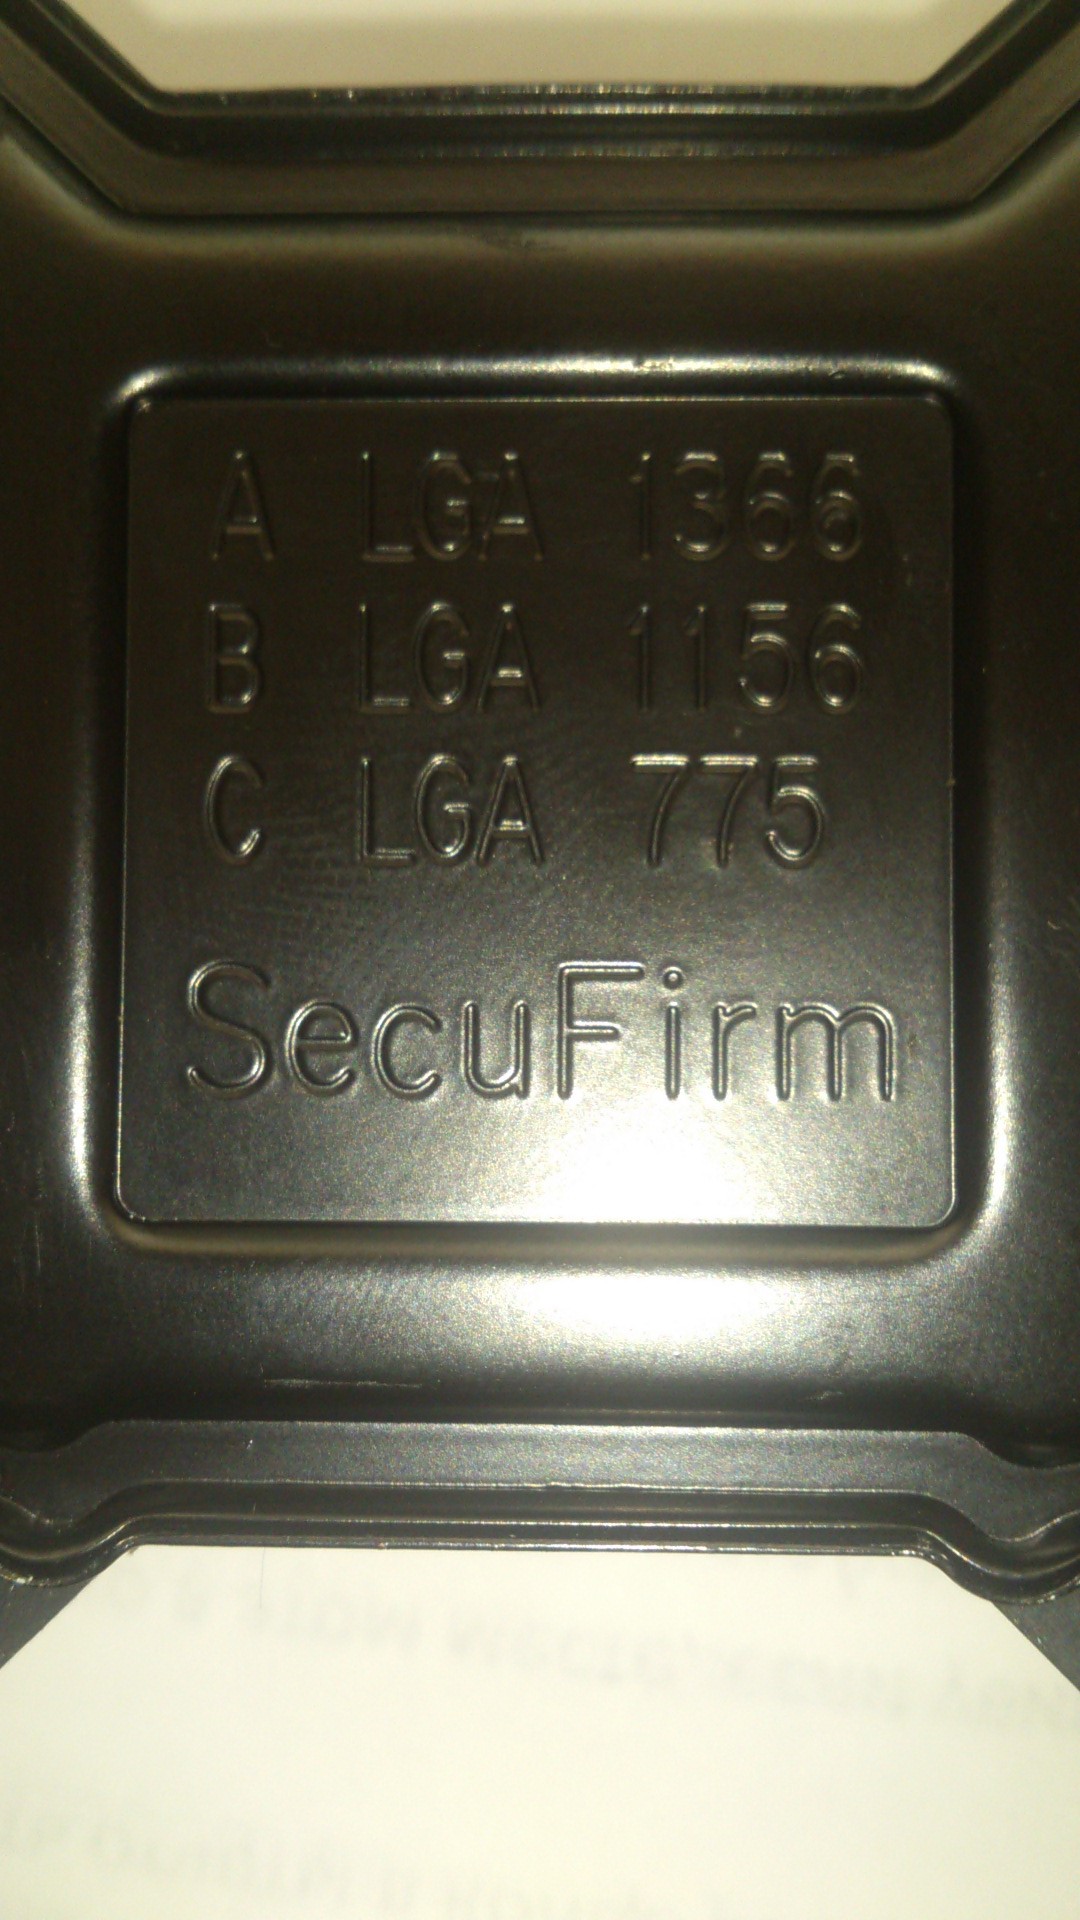 A LGA 1366
B LGA 1156
C LGA 775
SecuFirm